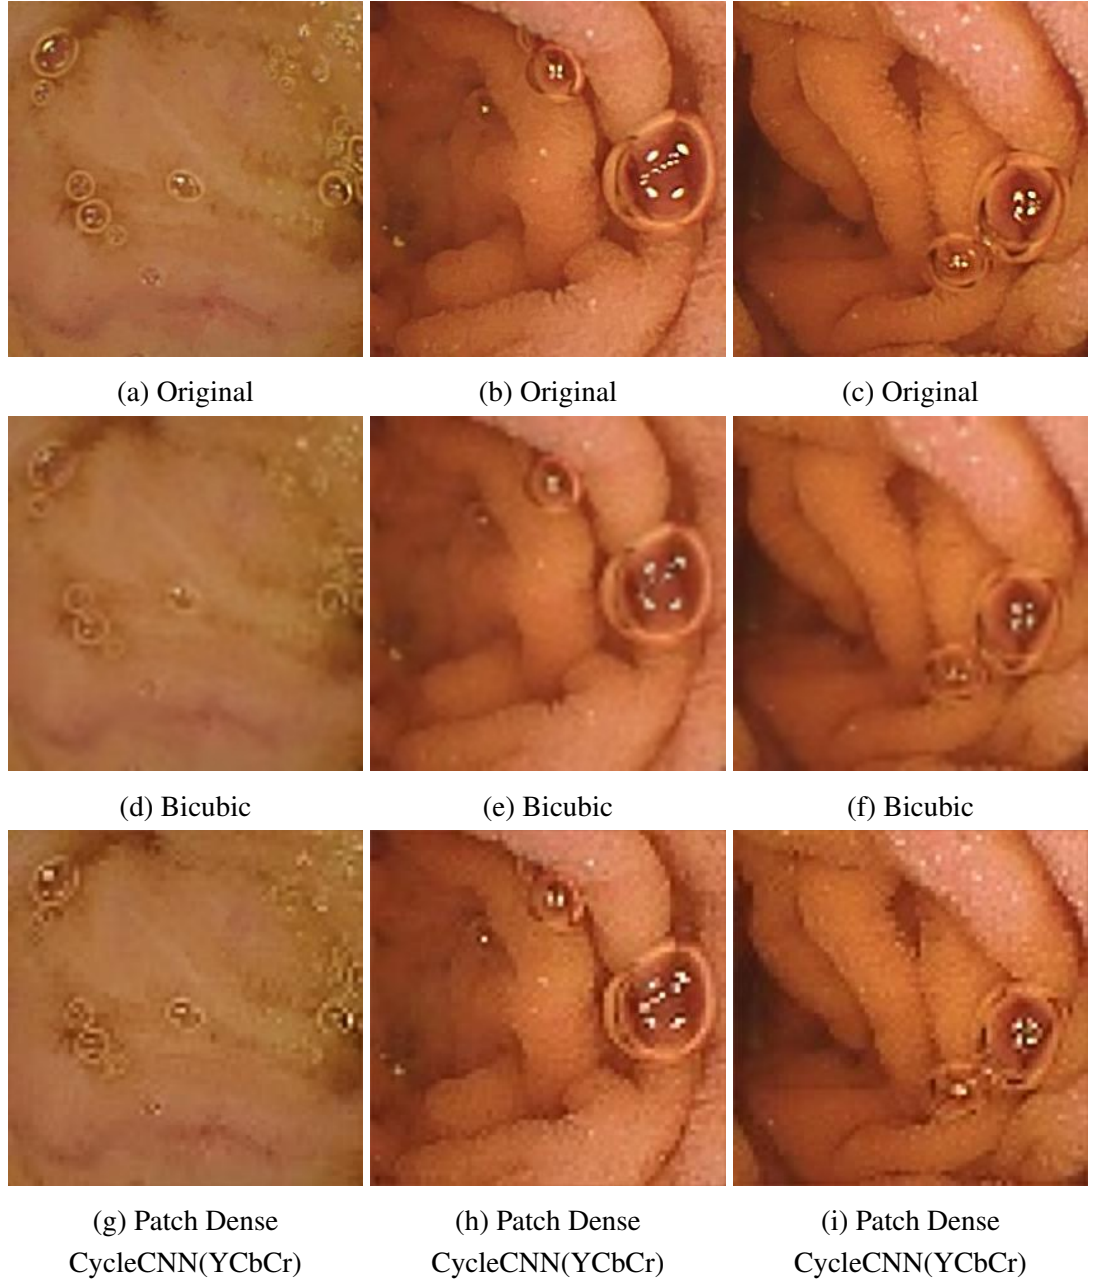 (a) Original
(b) Original
(c) Original
(d) Bicubic
(e) Bicubic
(f) Bicubic
(g) Patch Dense
CycleCNN(YCbCr)
(h) Patch Dense
CycleCNN(YCbCr)
(i) Patch Dense
CycleCNN(YCbCr)